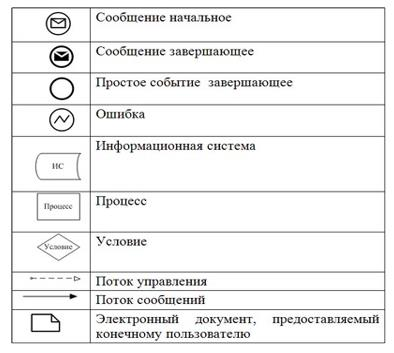 Сообщение начальное
Сообщение завершающее
Простое событие завершающее
Ошибка
ИС
Информационная система
Процесс
Процесс
Условие
Условие
Поток управления
Поток сообщений
Электронный документ, предоставляемый
конечному пользователю